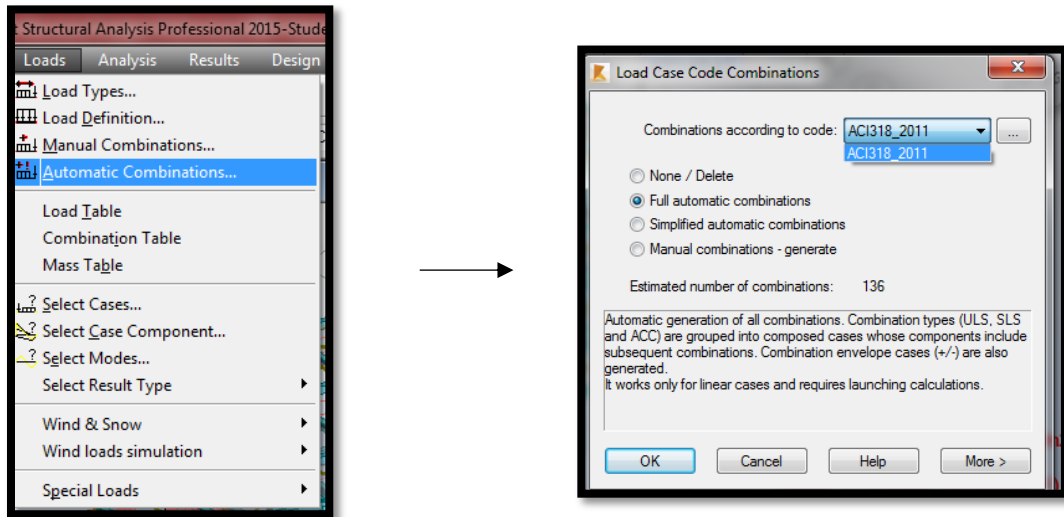 t Structural Analysis Professional 2015-Stude
Loads Analysis Results Design
Load Types...
Load Definition...
Manual Combinations...
Automatic Combinations...
Load Table
Combination Table
Mass Table
Select Cases...
Select Case Component...
Select Modes...
Select Result Type
Wind & Snow
Wind loads simulation
Special Loads
Load Case Code Combinations
Combinations according to code: ACI318_2011 ...
ACI318_2011
None / Delete
Full automatic combinations
Simplified automatic combinations
Manual combinations - generate
Estimated number of combinations: 136
Automatic generation of all combinations. Combination types (ULS, SLS
and ACC) are grouped into composed cases whose components include
subsequent combinations. Combination envelope cases (+/-) are also
generated.
It works only for linear cases and requires launching calculations.
OK Cancel Help More >